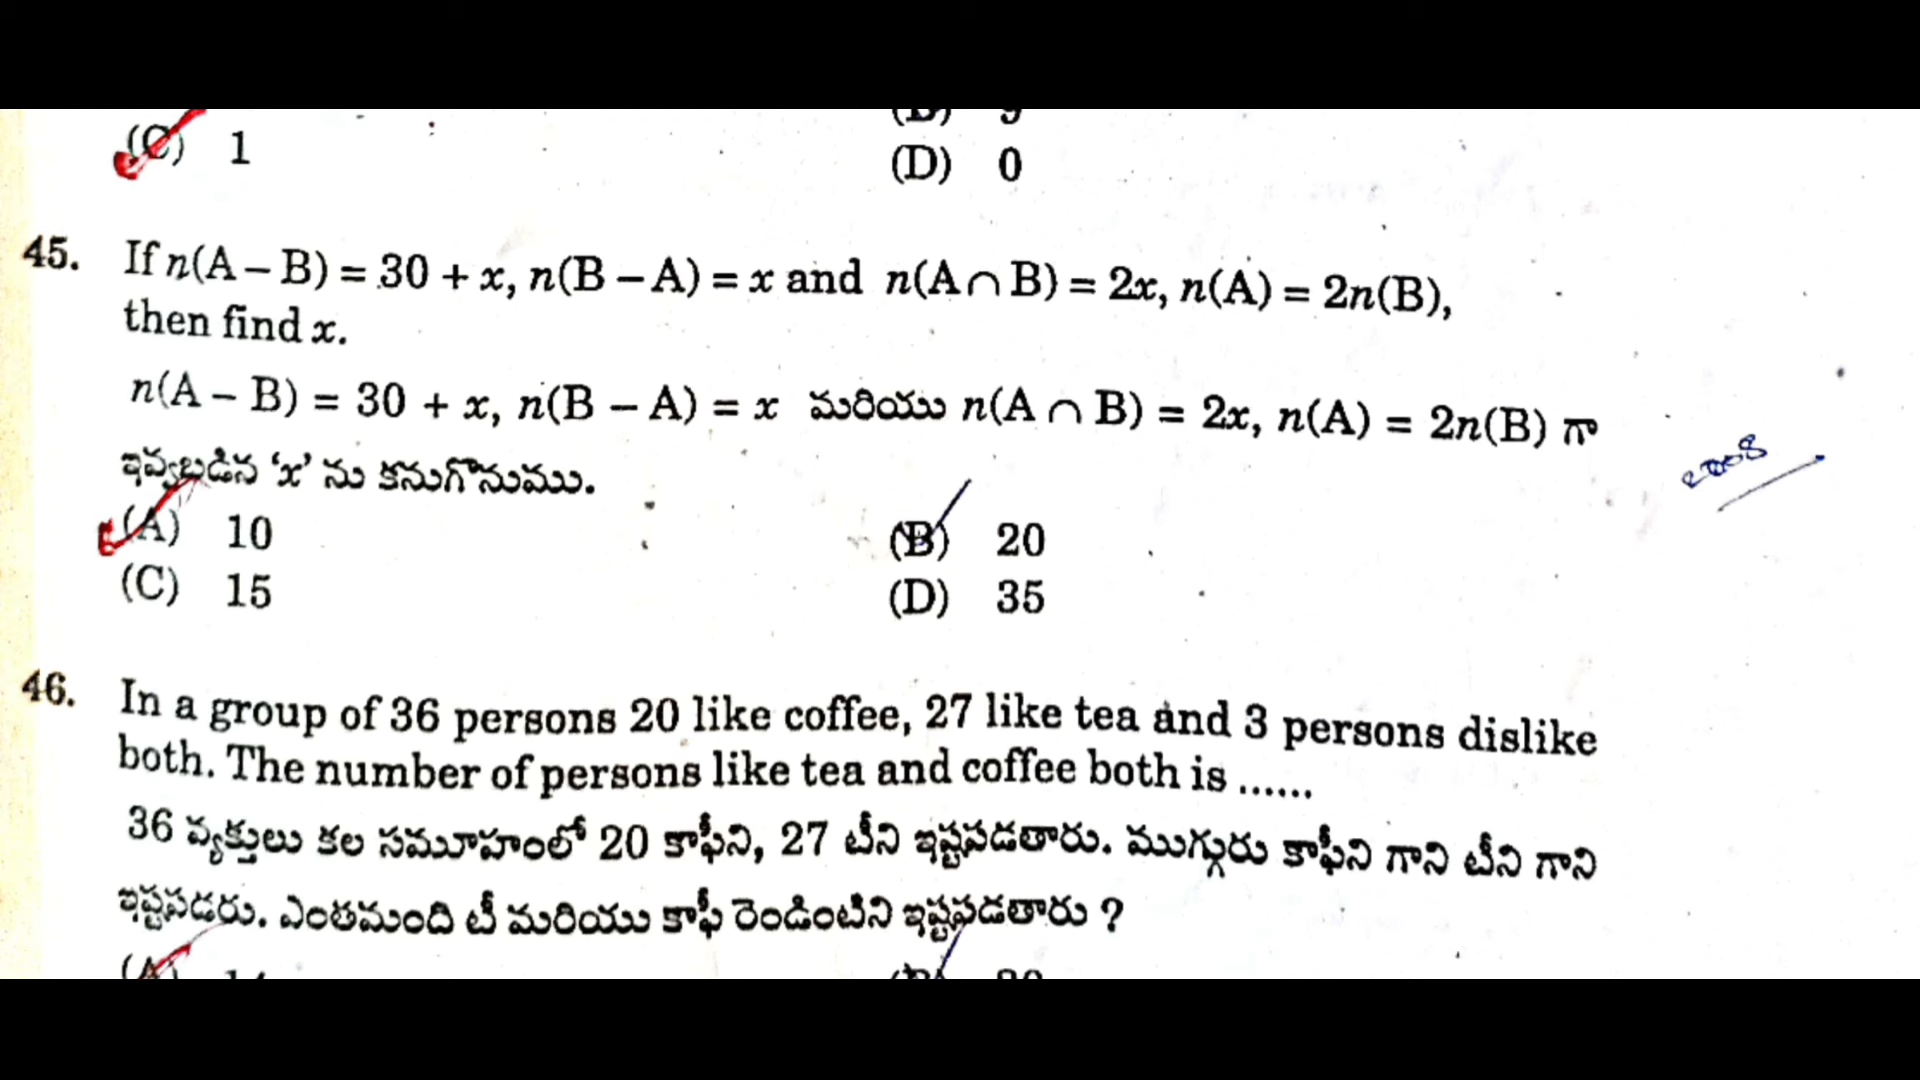 (C) 1
(D) 0
45. If n(A – B) = 30 + x, n(B – A) = x and n(A ∩ B) = 2x, n(A) = 2n(B),
then find x.
n(A – B) = 30 + x, n(B – A) = x మరియు n(A ∩ B) = 2x, n(A) = 2n(B) గా
ఇవ్వబడిన ‘x’ ను కనుగొనుము.
2008
(A) 10 (B) 20
(C) 15 (D) 35
46. In a group of 36 persons 20 like coffee, 27 like tea and 3 persons dislike
both. The number of persons like tea and coffee both is ......
36 వ్యక్తులు కల సమూహంలో 20 కాఫీని, 27 టీని ఇష్టపడతారు. ముగ్గురు కాఫీని గాని టీని గాని
ఇష్టపడరు. ఎంతమంది టీ మరియు కాఫీ రెండింటిని ఇష్టపడతారు ?